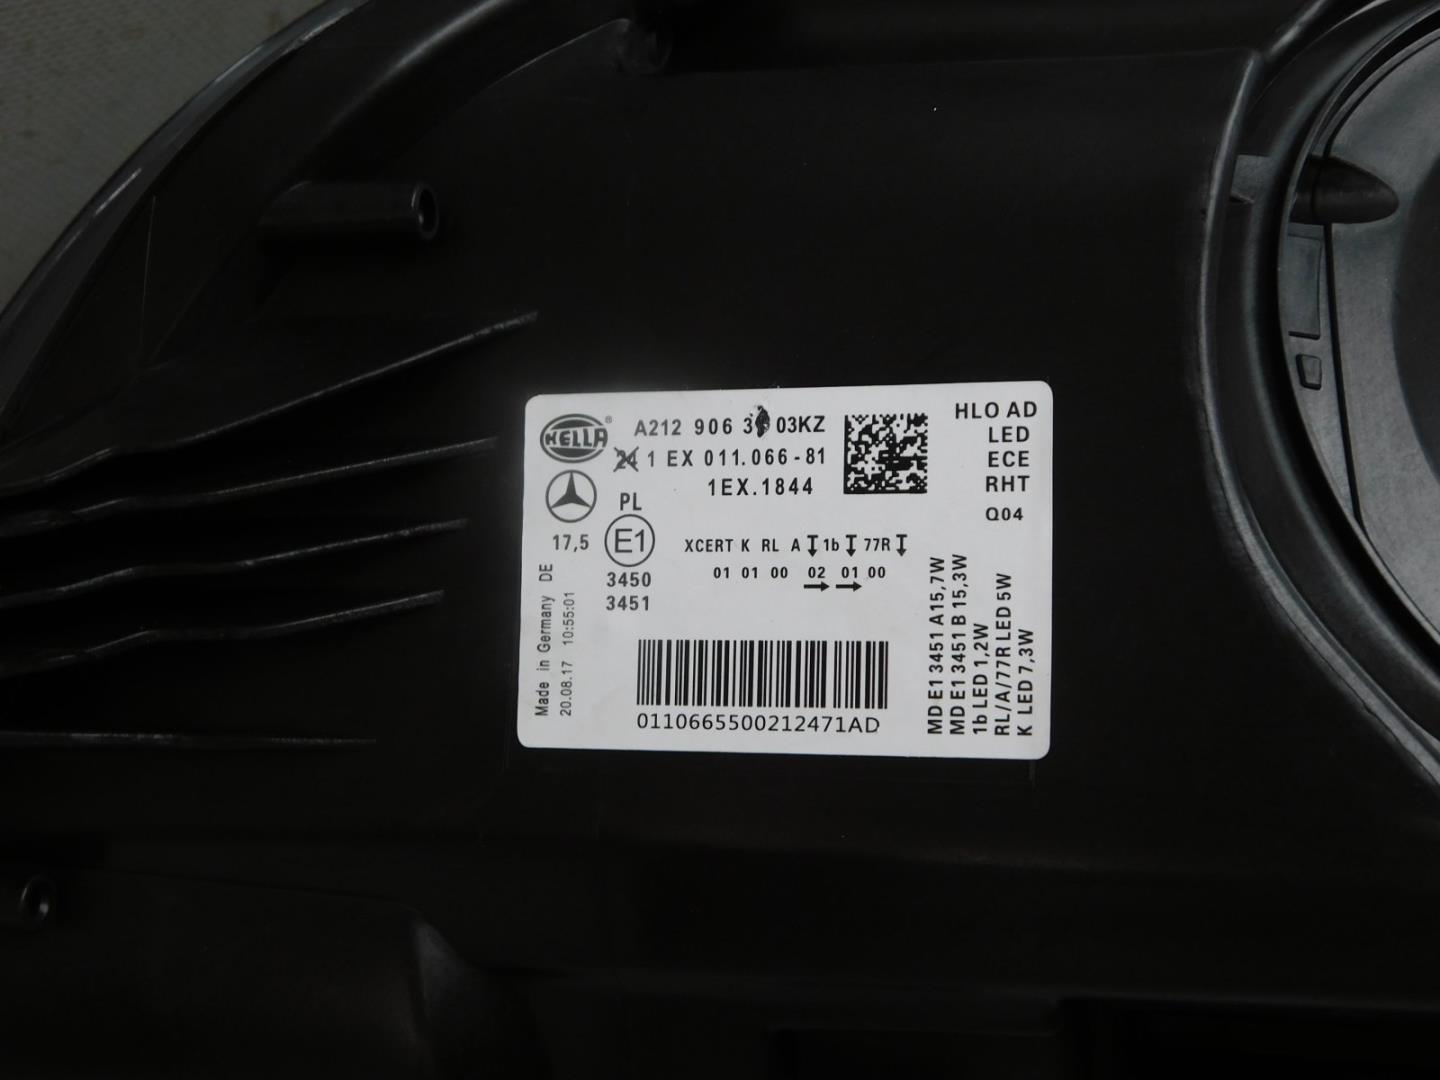 HELLA ®
A212 906 3 03KZ
24 1 EX 011.066-81
1EX.1844
HLO AD
LED
ECE
RHT
Q04
PL
17,5
E1
3450
3451
XCERT K RL A 1b 77R
01 01 00 02 01 00
Made in Germany DE
20.08.17 10:55:01
0110665500212471AD
MD E1 3451 A 15,7W
MD E1 3451 B 15,3W
1b LED 1,2W
RL/A/77R LED 5W
K LED 7,3W